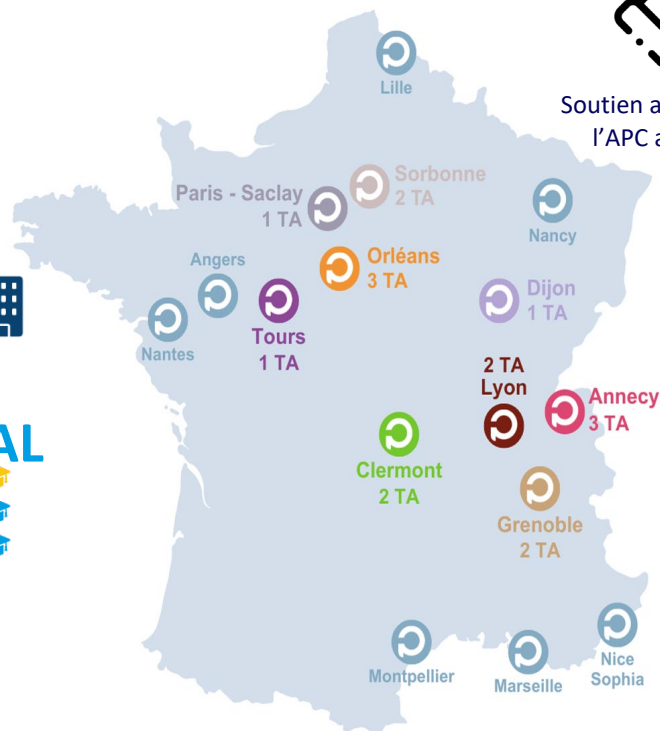 Lille
Soutien a
l'APC a
Sorbonne
2 TA
Paris - Saclay
1 TA
Nancy
Angers
Orléans
3 TA
Dijon
1 TA
Nantes
Tours
1 TA
2 TA
Lyon
Annecy
3 TA
AL
Clermont
2 TA
Grenoble
2 TA
Montpellier
Marseille
Nice
Sophia